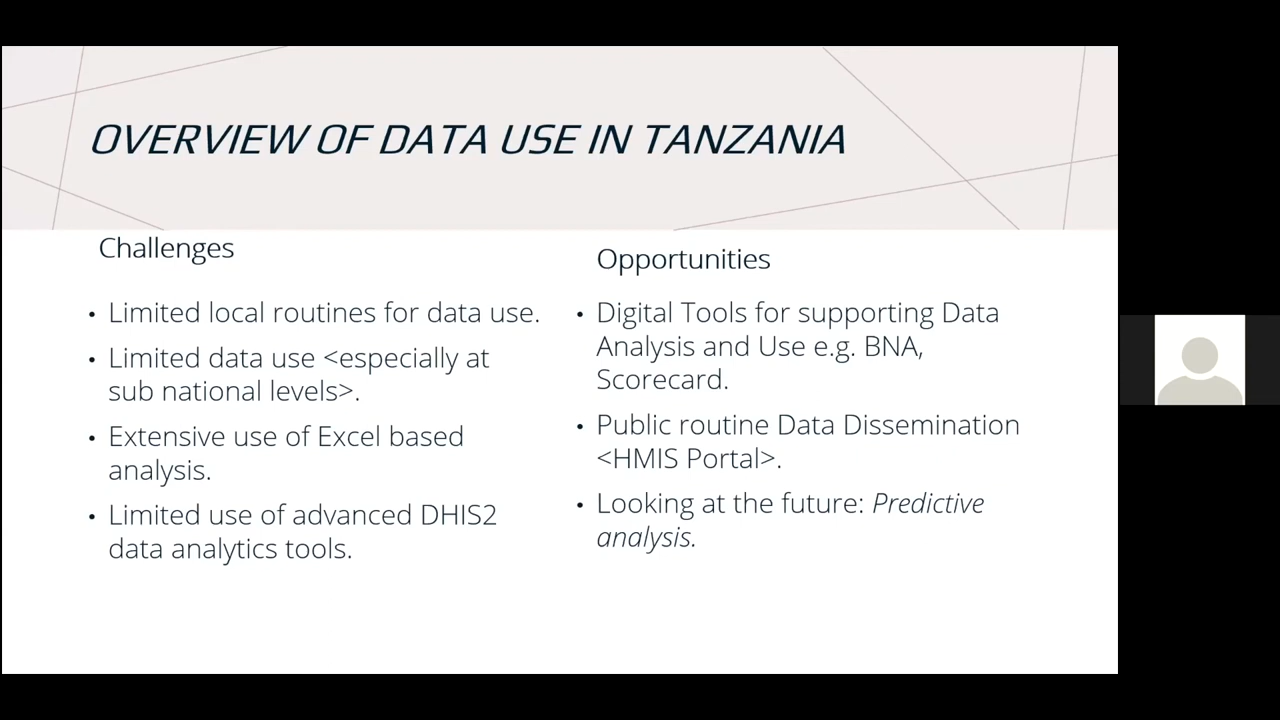 OVERVIEW OF DATA USE IN TANZANIA
Challenges
• Limited local routines for data use.
• Limited data use <especially at
sub national levels>.
• Extensive use of Excel based
analysis.
• Limited use of advanced DHIS2
data analytics tools.
Opportunities
• Digital Tools for supporting Data
Analysis and Use e.g. BNA,
Scorecard.
• Public routine Data Dissemination
<HMIS Portal>.
• Looking at the future: Predictive
analysis.